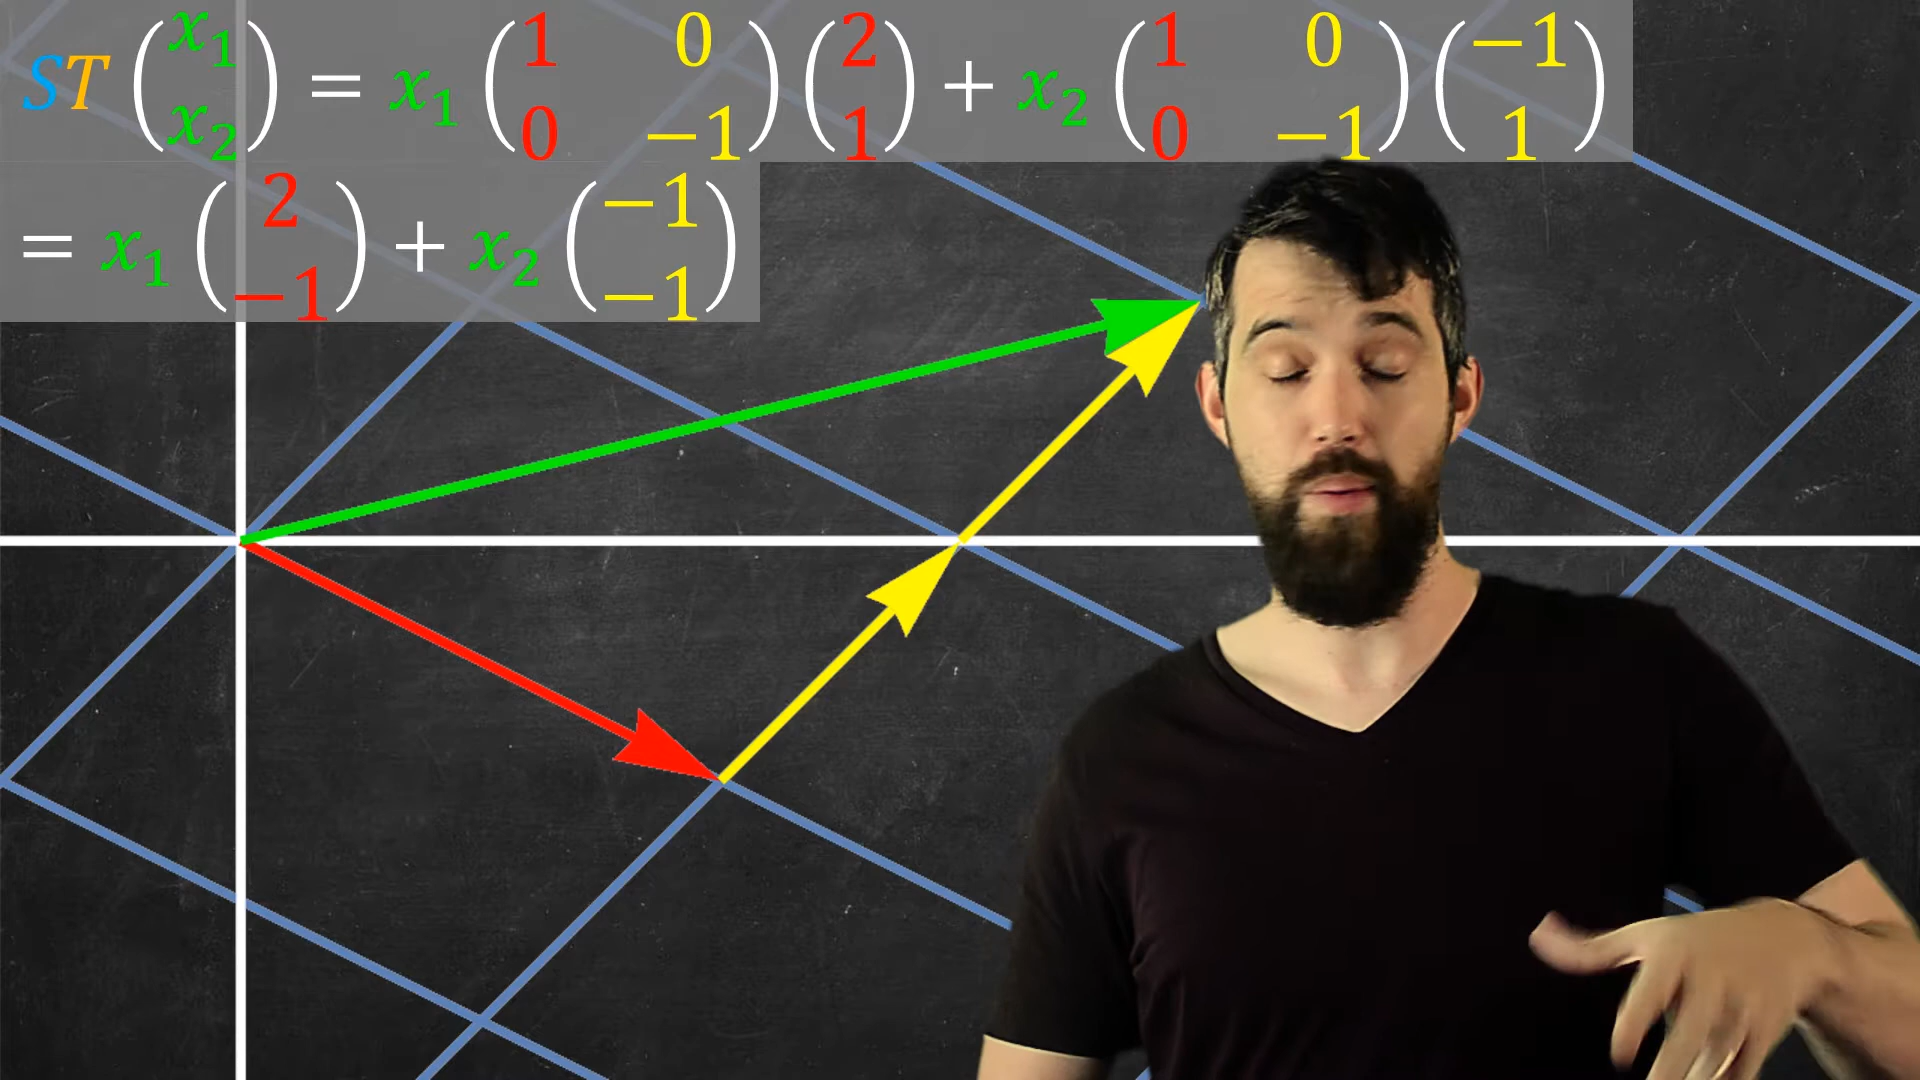 ST(x₁ x₂) = x₁(1 0 0 −1)(2 1) + x₂(1 0 0 −1)(−1 1)
= x₁(2 −1) + x₂(−1 −1)